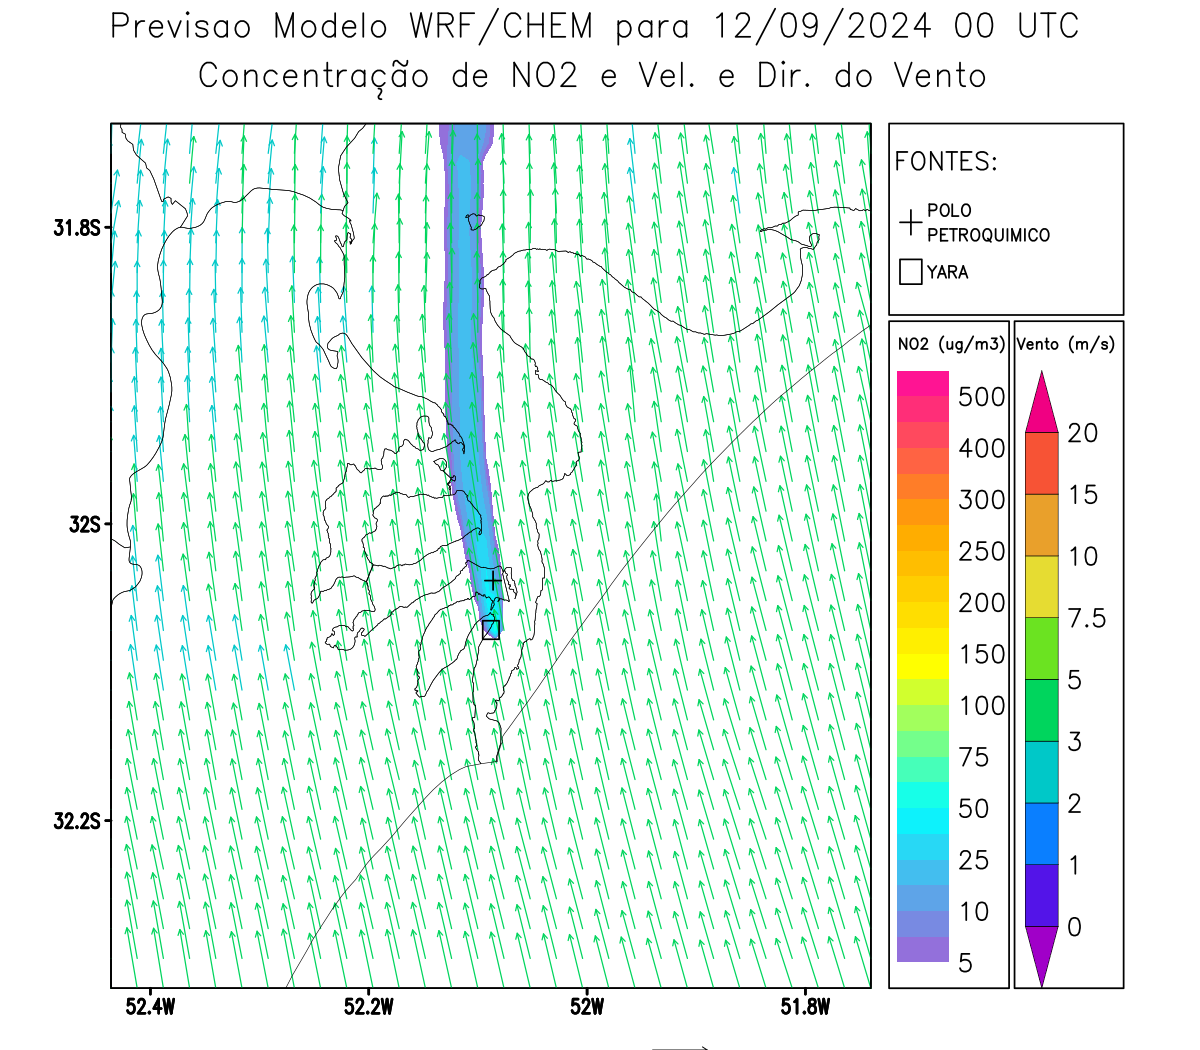 Previsao Modelo WRF/CHEM para 12/09/2024 00 UTC
Concentração de NO2 e Vel. e Dir. do Vento
FONTES:
POLO
PETROQUIMICO
YARA
31.8S
32S
32.2S
52.4W
52.2W
52W
51.8W
NO2 (ug/m3)
500
400
300
250
200
150
100
75
50
25
10
5
Vento (m/s)
20
15
10
7.5
5
3
2
1
0